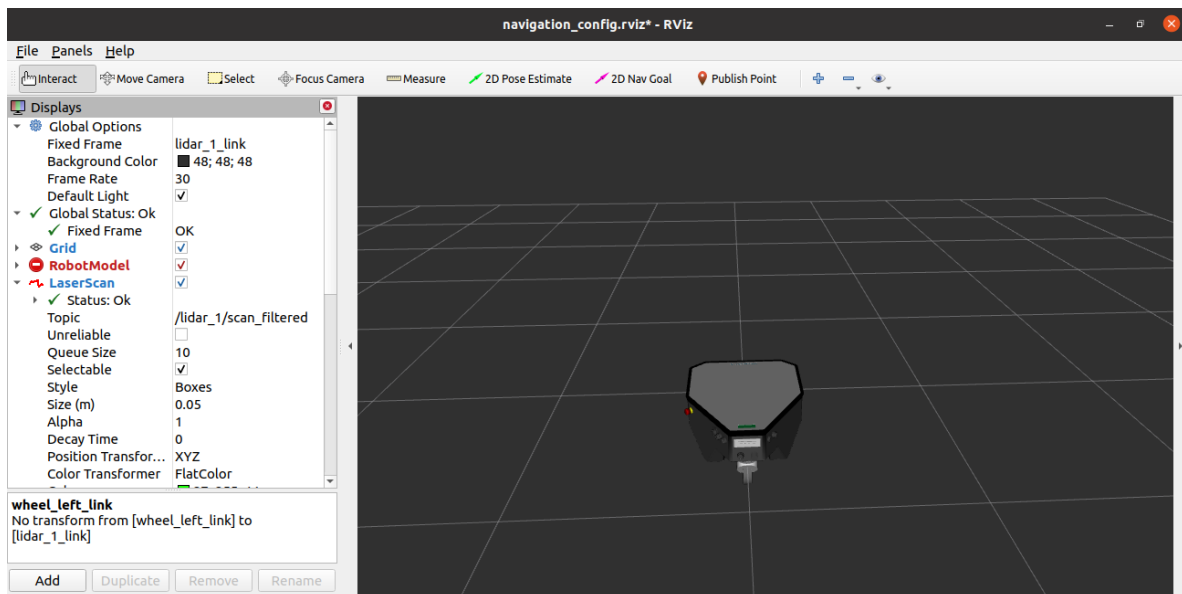 navigation_config.rviz* - RViz
File Panels Help
Interact Move Camera Select Focus Camera Measure 2D Pose Estimate 2D Nav Goal Publish Point
Displays
Global Options
Fixed Frame lidar_1_link
Background Color 48; 48; 48
Frame Rate 30
Default Light
Global Status: Ok
Fixed Frame OK
Grid
RobotModel
LaserScan
Status: Ok
Topic /lidar_1/scan_filtered
Unreliable
Queue Size 10
Selectable
Style Boxes
Size (m) 0.05
Alpha 1
Decay Time 0
Position Transfor... XYZ
Color Transformer FlatColor
wheel_left_link
No transform from [wheel_left_link] to
[lidar_1_link]
Add Duplicate Remove Rename